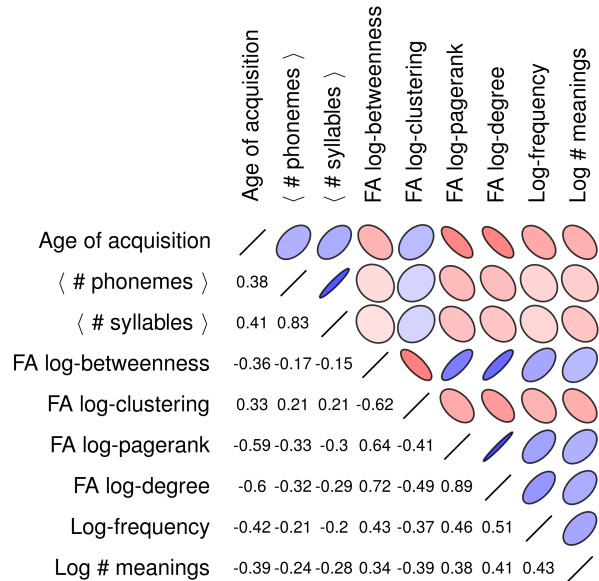 Age of acquisition
⟨ # phonemes ⟩
⟨ # syllables ⟩
FA log-betweenness
FA log-clustering
FA log-pagerank
FA log-degree
Log-frequency
Log # meanings
Age of acquisition
⟨ # phonemes ⟩ 0.38
⟨ # syllables ⟩ 0.41 0.83
FA log-betweenness -0.36 -0.17 -0.15
FA log-clustering 0.33 0.21 0.21 -0.62
FA log-pagerank -0.59 -0.33 -0.3 0.64 -0.41
FA log-degree -0.6 -0.32 -0.29 0.72 -0.49 0.89
Log-frequency -0.42 -0.21 -0.2 0.43 -0.37 0.46 0.51
Log # meanings -0.39 -0.24 -0.28 0.34 -0.39 0.38 0.41 0.43